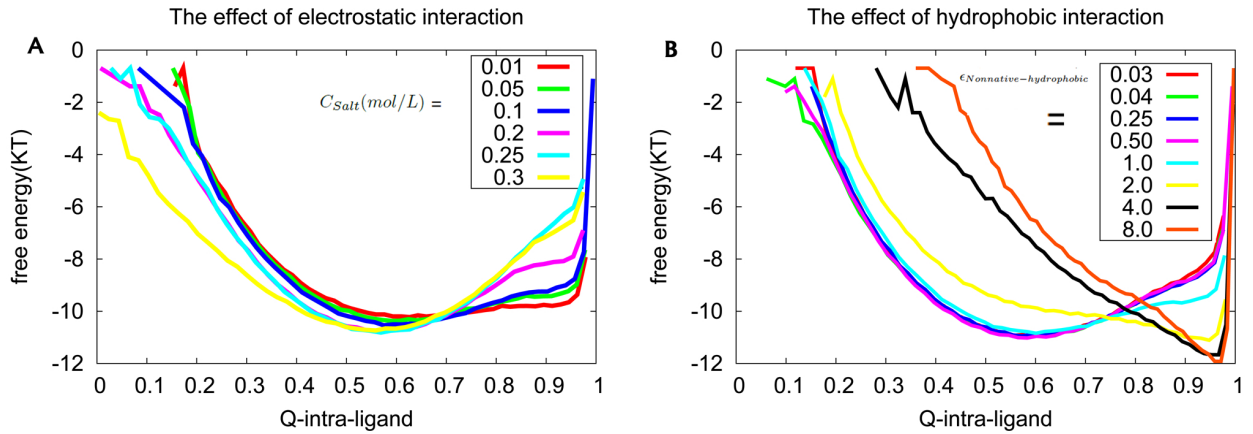 The effect of electrostatic interaction
A
C_Salt(mol/L) =
0.01
0.05
0.1
0.2
0.25
0.3
free energy(KT)
0
-2
-4
-6
-8
-10
-12
0 0.1 0.2 0.3 0.4 0.5 0.6 0.7 0.8 0.9 1
Q-intra-ligand
The effect of hydrophobic interaction
B
ϵ_Nonnative-hydrophobic
=
0.03
0.04
0.25
0.50
1.0
2.0
4.0
8.0
free energy(KT)
0
-2
-4
-6
-8
-10
-12
0 0.1 0.2 0.3 0.4 0.5 0.6 0.7 0.8 0.9 1
Q-intra-ligand